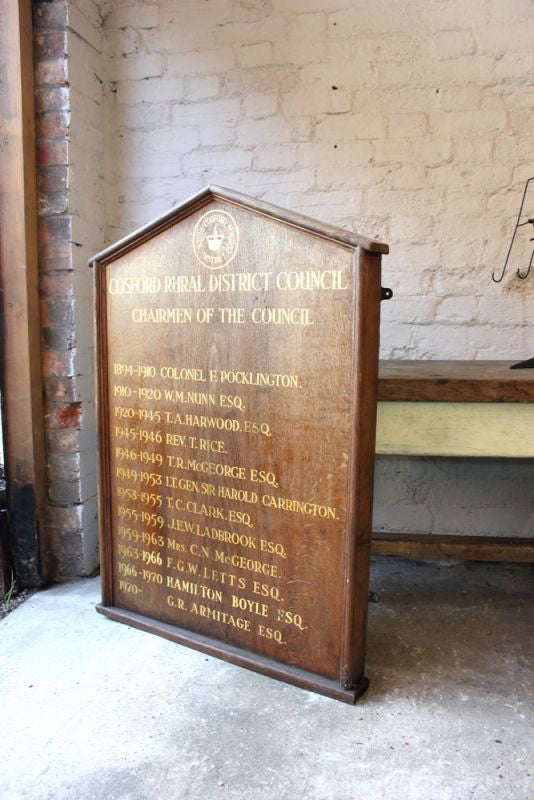 COSFORD RURAL DISTRICT COUNCIL
CHAIRMEN OF THE COUNCIL
1894-1910 COLONEL F. POCKLINGTON.
1910-1920 W.M. NUNN ESQ.
1920-1945 T.A. HARWOOD. ESQ.
1945-1946 REV. T. RICE.
1946-1949 T.R. McGEORGE ESQ.
1949-1953 LT. GEN. SIR HAROLD CARRINGTON.
1953-1955 T.C. CLARK. ESQ.
1955-1959 J.E.W. LADBROOK ESQ.
1959-1963 MRS. C.N McGEORGE.
1963-1966 F.G.W. LETTS ESQ.
1966-1970 HAMILTON BOYLE ESQ.
1970- G.R. ARMITAGE ESQ.